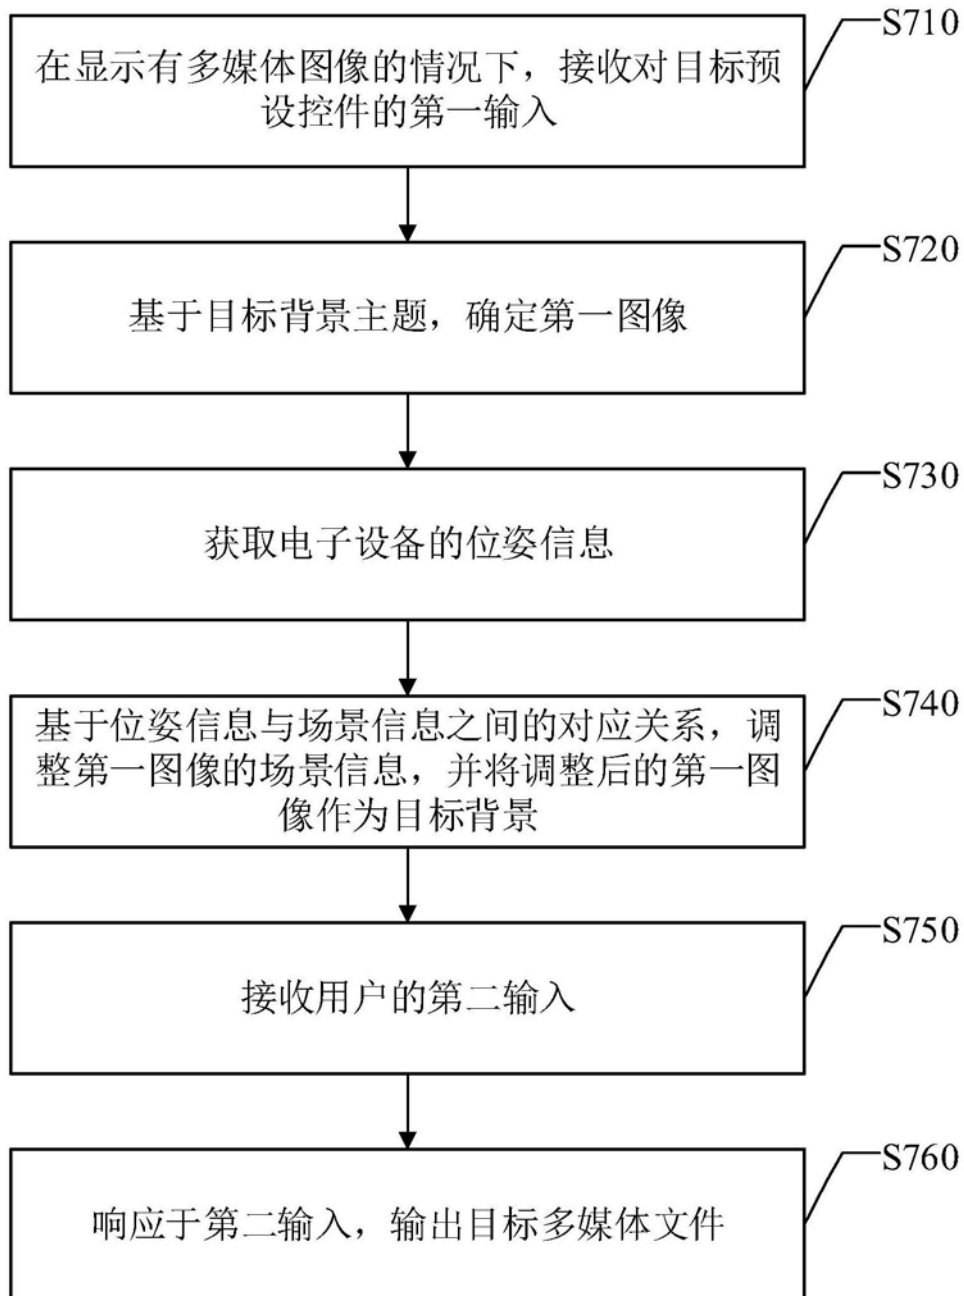 S710
在显示有多媒体图像的情况下，接收对目标预
设控件的第一输入
S720
基于目标背景主题，确定第一图像
S730
获取电子设备的位姿信息
S740
基于位姿信息与场景信息之间的对应关系，调
整第一图像的场景信息，并将调整后的第一图
像作为目标背景
S750
接收用户的第二输入
S760
响应于第二输入，输出目标多媒体文件